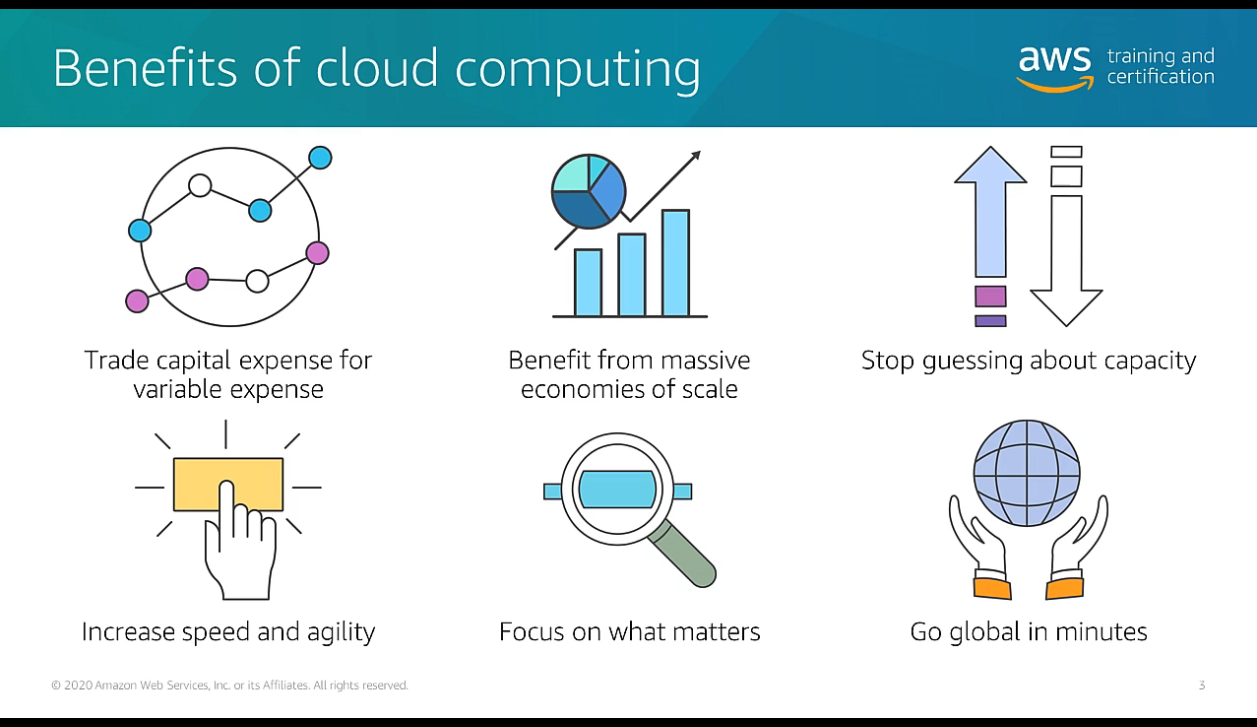 Benefits of cloud computing
aws training and
certification
Trade capital expense for
variable expense
Benefit from massive
economies of scale
Stop guessing about capacity
Increase speed and agility
Focus on what matters
Go global in minutes
© 2020 Amazon Web Services, Inc. or its Affiliates. All rights reserved.
3